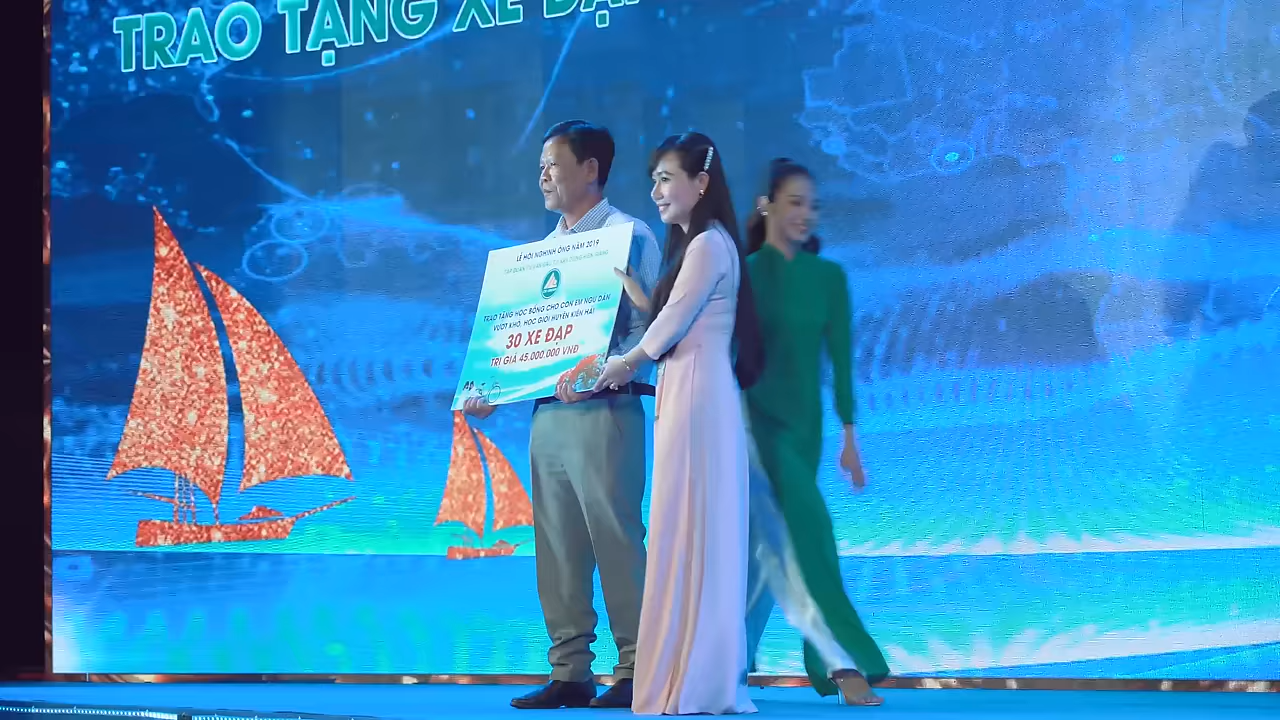 TRAO TẶNG XE ĐẠP
LỄ HỘI NGHINH ÔNG NĂM 2019
TRAO TẶNG HỌC BỔNG CHO CON EM NGƯ DÂN
VƯỢT KHÓ, HỌC GIỎI HUYỆN KIÊN HẢI
30 XE ĐẠP
TRỊ GIÁ 45.000.000 VNĐ